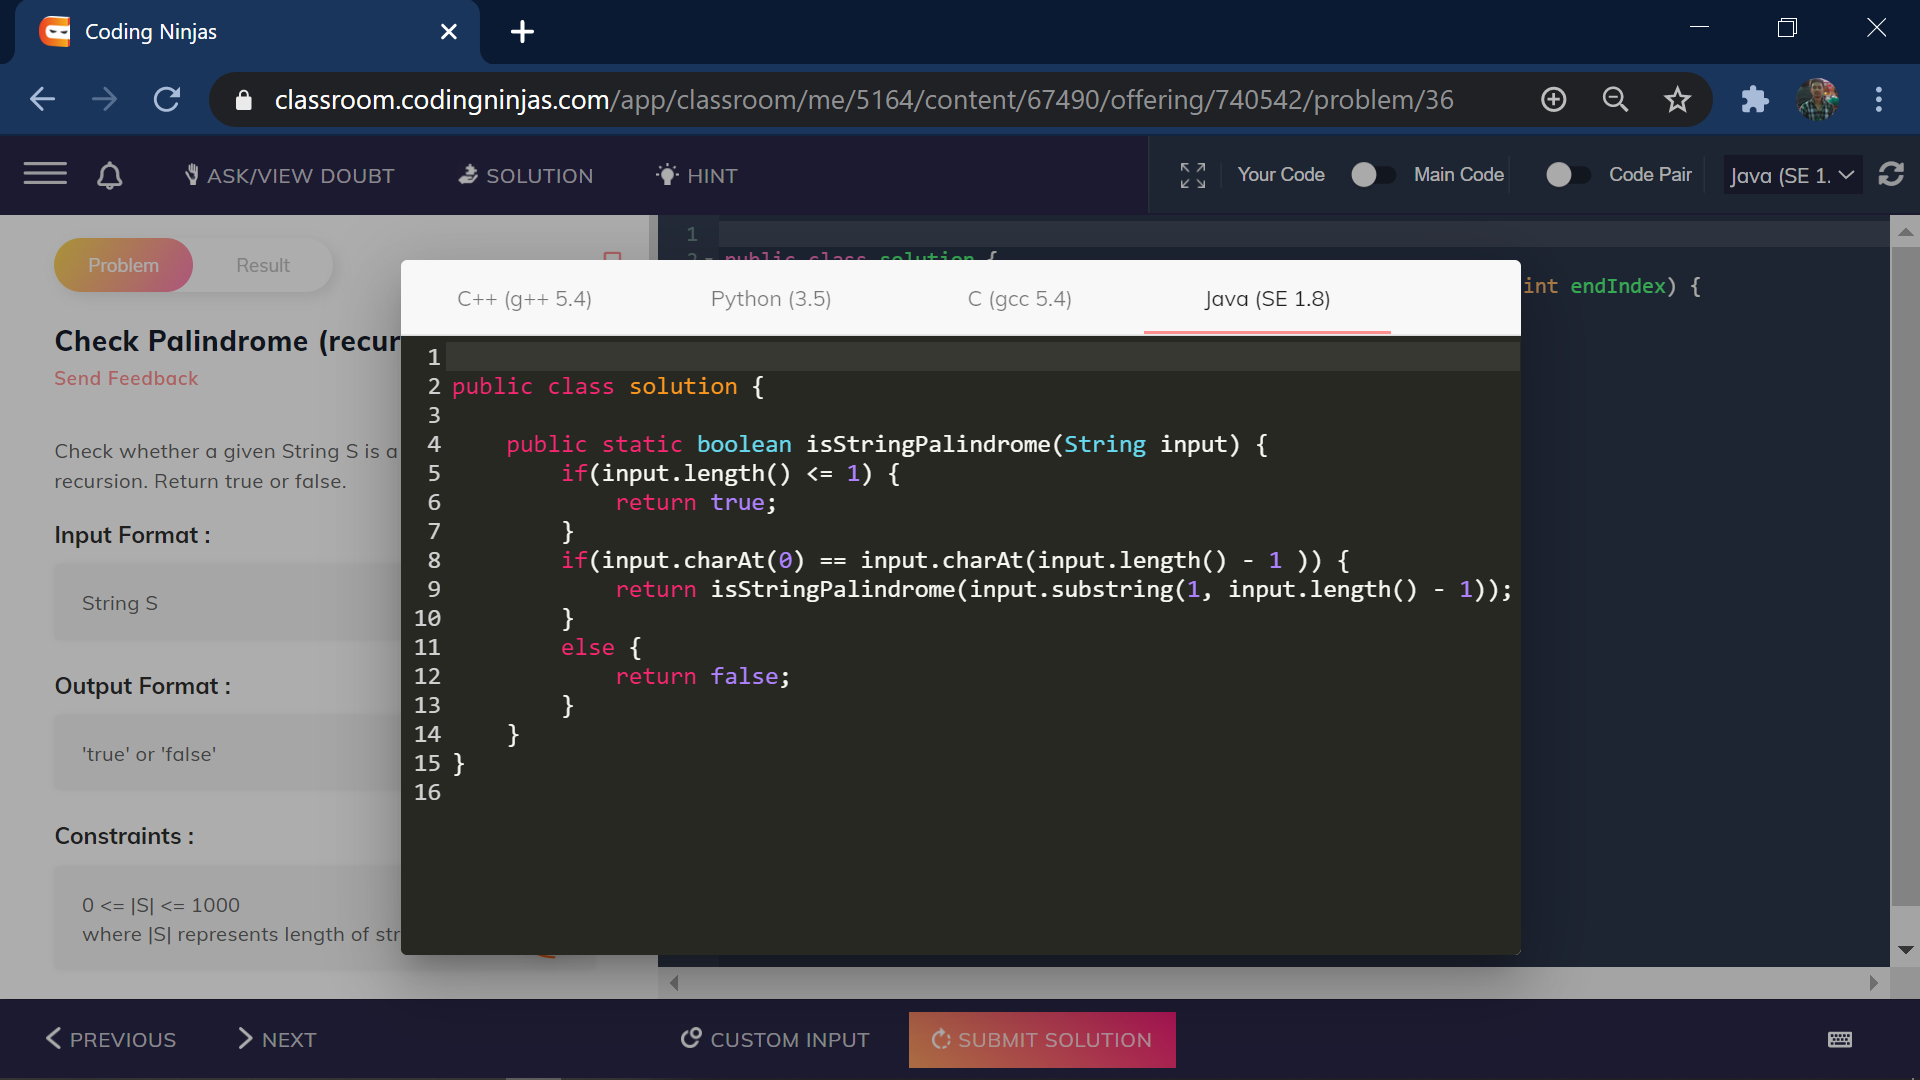 Coding Ninjas
classroom.codingninjas.com/app/classroom/me/5164/content/67490/offering/740542/problem/36
ASK/VIEW DOUBT
SOLUTION
HINT
Your Code
Main Code
Code Pair
Java (SE 1.
Problem
Result
Check Palindrome (recur
Send Feedback
Check whether a given String S is a
recursion. Return true or false.
Input Format :
String S
Output Format :
'true' or 'false'
Constraints :
0 <= |S| <= 1000
where |S| represents length of str
1
2 public class solution {
int endIndex) {
C++ (g++ 5.4)
Python (3.5)
C (gcc 5.4)
Java (SE 1.8)
1
2 public class solution {
3
4     public static boolean isStringPalindrome(String input) {
5         if(input.length() <= 1) {
6             return true;
7         }
8         if(input.charAt(0) == input.charAt(input.length() - 1 )) {
9             return isStringPalindrome(input.substring(1, input.length() - 1));
10         }
11         else {
12             return false;
13         }
14     }
15 }
16
PREVIOUS
NEXT
CUSTOM INPUT
SUBMIT SOLUTION